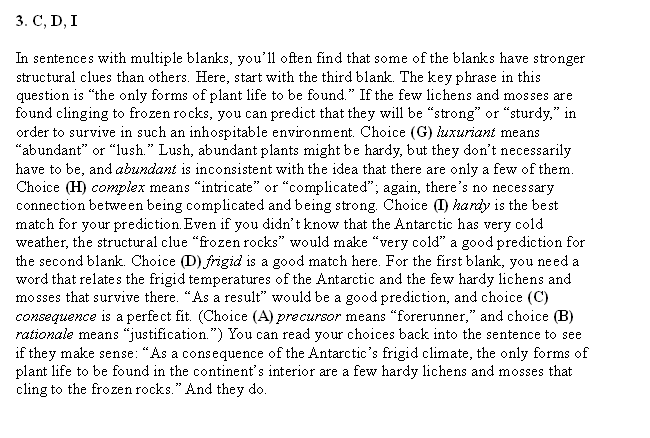 3. C, D, I
In sentences with multiple blanks, you’ll often find that some of the blanks have stronger
structural clues than others. Here, start with the third blank. The key phrase in this
question is “the only forms of plant life to be found.” If the few lichens and mosses are
found clinging to frozen rocks, you can predict that they will be “strong” or “sturdy,” in
order to survive in such an inhospitable environment. Choice (G) luxuriant means
“abundant” or “lush.” Lush, abundant plants might be hardy, but they don’t necessarily
have to be, and abundant is inconsistent with the idea that there are only a few of them.
Choice (H) complex means “intricate” or “complicated”; again, there’s no necessary
connection between being complicated and being strong. Choice (I) hardy is the best
match for your prediction.Even if you didn’t know that the Antarctic has very cold
weather, the structural clue “frozen rocks” would make “very cold” a good prediction for
the second blank. Choice (D) frigid is a good match here. For the first blank, you need a
word that relates the frigid temperatures of the Antarctic and the few hardy lichens and
mosses that survive there. “As a result” would be a good prediction, and choice (C)
consequence is a perfect fit. (Choice (A) precursor means “forerunner,” and choice (B)
rationale means “justification.”) You can read your choices back into the sentence to see
if they make sense: “As a consequence of the Antarctic’s frigid climate, the only forms of
plant life to be found in the continent’s interior are a few hardy lichens and mosses that
cling to the frozen rocks.” And they do.